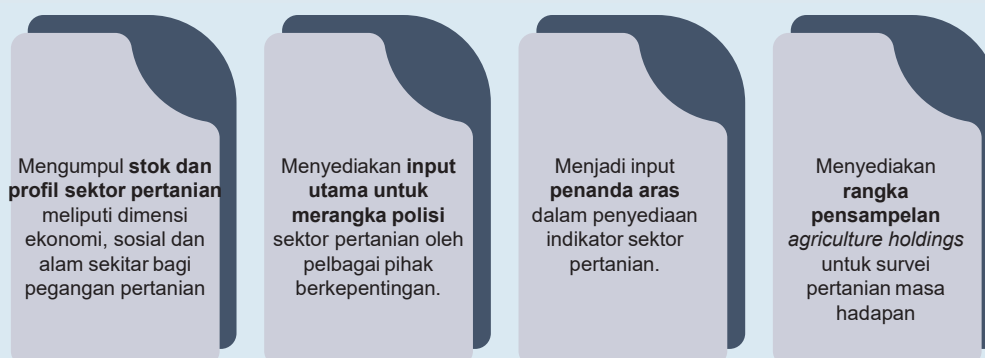 Mengumpul stok dan
profil sektor pertanian
meliputi dimensi
ekonomi, sosial dan
alam sekitar bagi
pegangan pertanian
Menyediakan input
utama untuk
merangka polisi
sektor pertanian oleh
pelbagai pihak
berkepentingan.
Menjadi input
penanda aras
dalam penyediaan
indikator sektor
pertanian.
Menyediakan
rangka
pensampelan
agriculture holdings
untuk survei
pertanian masa
hadapan